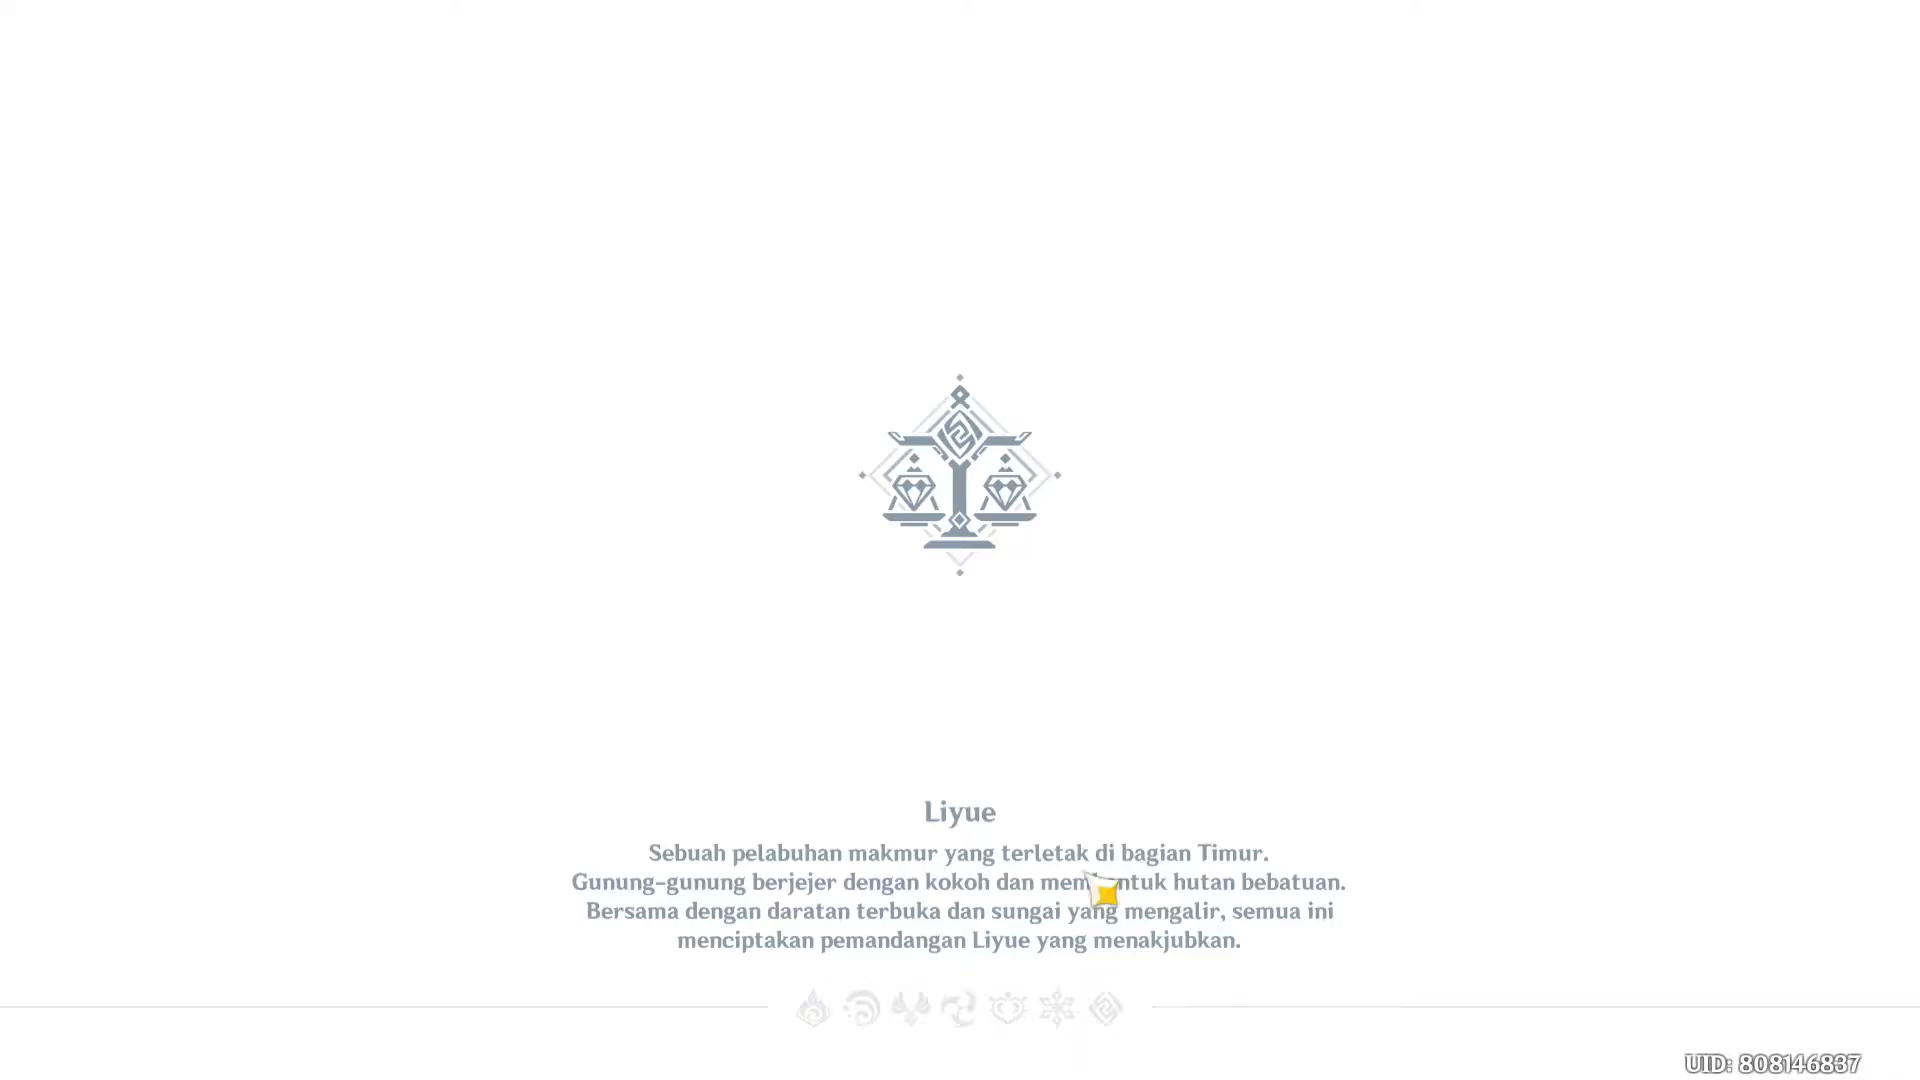 Liyue
Sebuah pelabuhan makmur yang terletak di bagian Timur.
Gunung-gunung berjejer dengan kokoh dan membentuk hutan bebatuan.
Bersama dengan daratan terbuka dan sungai yang mengalir, semua ini
menciptakan pemandangan Liyue yang menakjubkan.
UID: 808146837